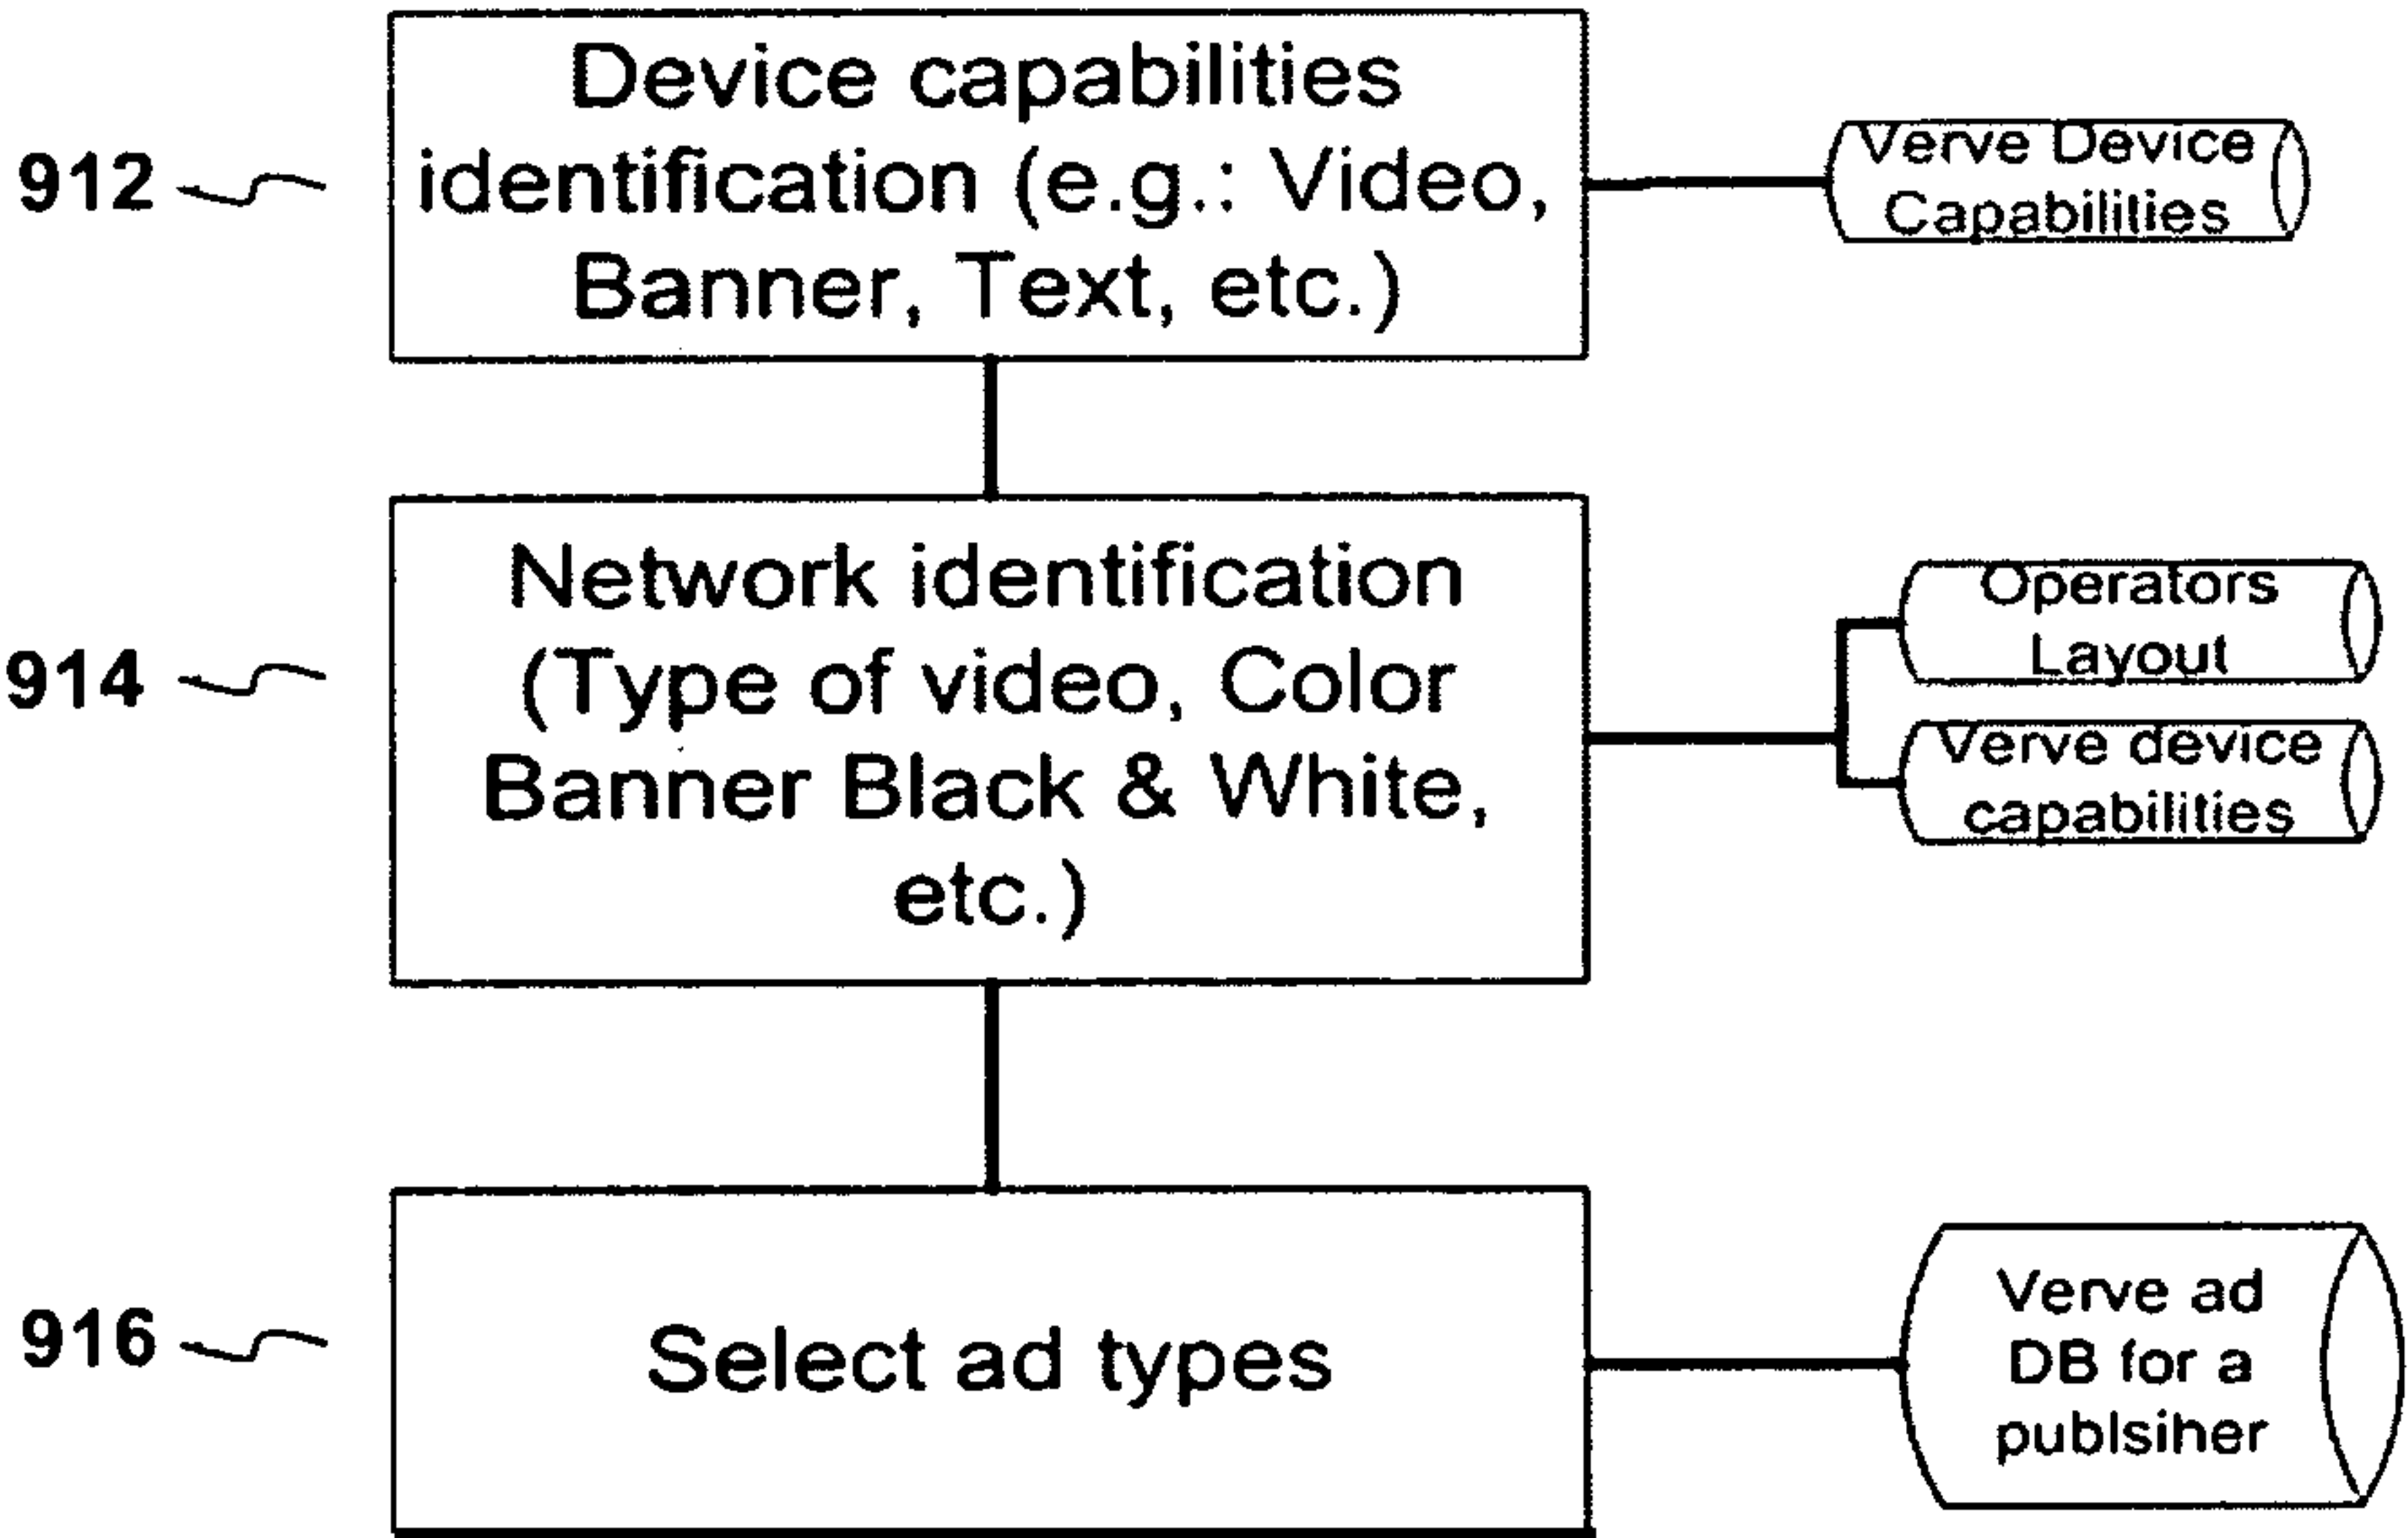 912
Device capabilities
identification (e.g.: Video,
Banner, Text, etc.)
Verve Device
Capabilities
914
Network identification
(Type of video, Color
Banner Black & White,
etc.)
Operators
Layout
Verve device
capabilities
916
Select ad types
Verve ad
DB for a
publsiher